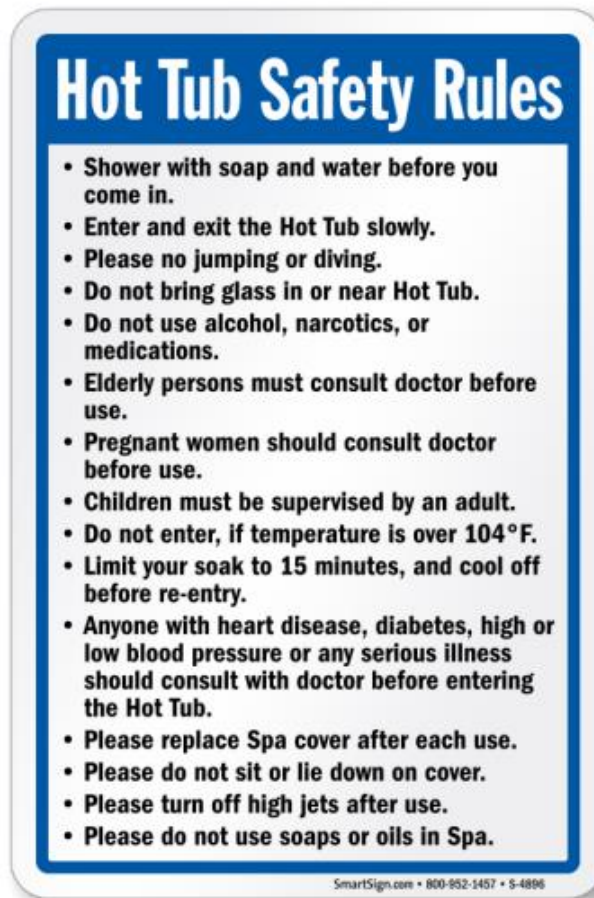 Hot Tub Safety Rules
• Shower with soap and water before you
come in.
• Enter and exit the Hot Tub slowly.
• Please no jumping or diving.
• Do not bring glass in or near Hot Tub.
• Do not use alcohol, narcotics, or
medications.
• Elderly persons must consult doctor before
use.
• Pregnant women should consult doctor
before use.
• Children must be supervised by an adult.
• Do not enter, if temperature is over 104°F.
• Limit your soak to 15 minutes, and cool off
before re-entry.
• Anyone with heart disease, diabetes, high or
low blood pressure or any serious illness
should consult with doctor before entering
the Hot Tub.
• Please replace Spa cover after each use.
• Please do not sit or lie down on cover.
• Please turn off high jets after use.
• Please do not use soaps or oils in Spa.
SmartSign.com • 800-952-1457 • S-4896